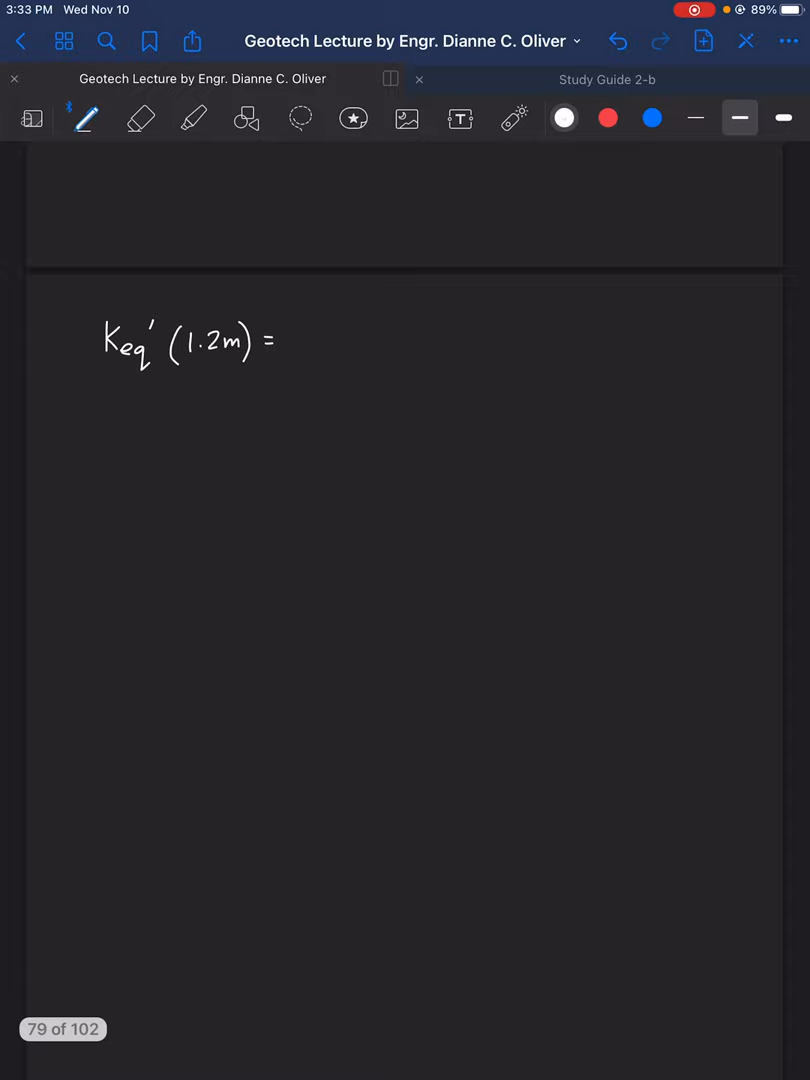 3:33 PM Wed Nov 10 89%
Geotech Lecture by Engr. Dianne C. Oliver
Geotech Lecture by Engr. Dianne C. Oliver Study Guide 2-b
T
Keq' (1.2m) =
79 of 102